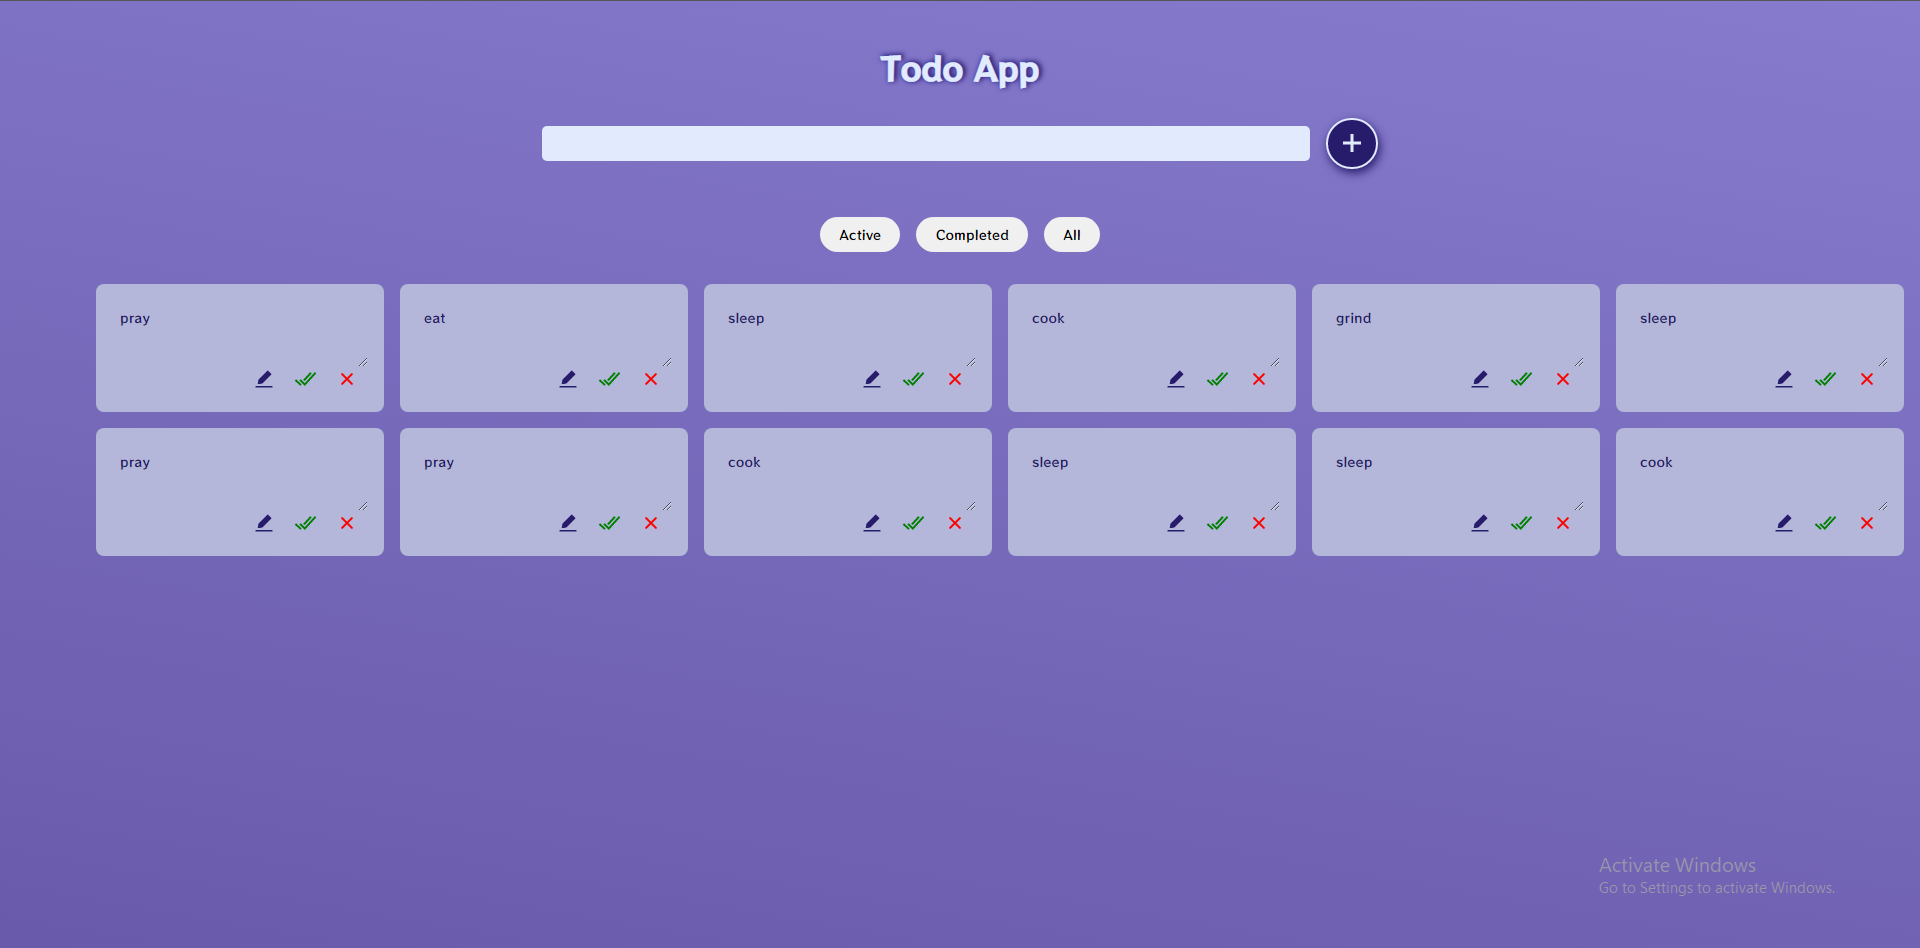 Todo App
Active
Completed
All
pray
eat
sleep
cook
grind
sleep
pray
pray
cook
sleep
sleep
cook
Activate Windows
Go to Settings to activate Windows.